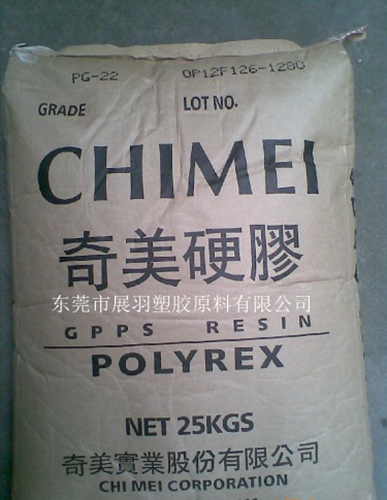 PG-22 OP12F126-1280
GRADE LOT NO.
CHIMEI
奇美硬膠
东莞市展羽塑胶原料有限公司
GPPS RESIN
POLYREX
NET 25KGS
奇美實業股份有限公司
CHI MEI CORPORATION